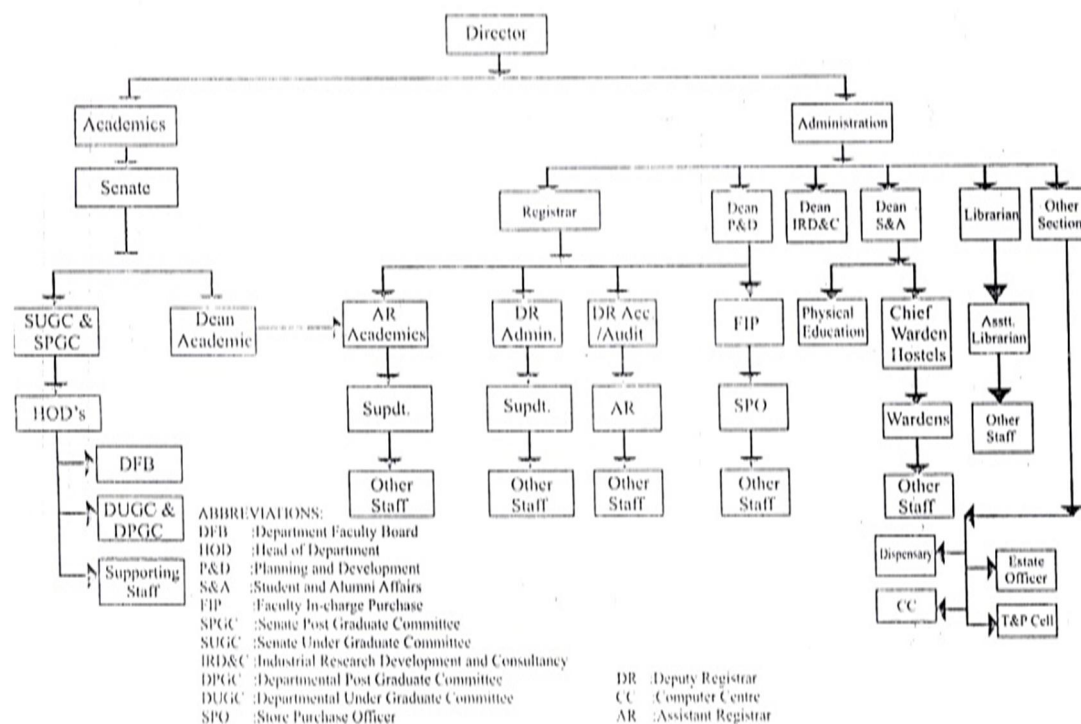 Director
Academics
Administration
Senate
Registrar
Dean
P&D
Dean
IRD&C
Dean
S&A
Librarian
Other
Section
SUGC &
SPGC
Dean
Academic
AR
Academics
DR
Admin.
DR Acc
/Audit
FIP
Physical
Education
Chief
Warden
Hostels
Asstt.
Librarian
HOD's
Supdt.
Supdt.
AR
SPO
Wardens
Other
Staff
DFB
Other
Staff
Other
Staff
Other
Staff
Other
Staff
Other
Staff
DUGC &
DPGC
Supporting
Staff
Dispensary
Estate
Officer
CC
T&P Cell
ABBREVIATIONS:
DFB :Department Faculty Board
HOD :Head of Department
P&D :Planning and Development
S&A :Student and Alumni Affairs
FIP :Faculty In-charge Purchase
SPGC :Senate Post Graduate Committee
SUGC :Senate Under Graduate Committee
IRD&C :Industrial Research Development and Consultancy
DPGC :Departmental Post Graduate Committee
DUGC :Departmental Under Graduate Committee
SPO :Store Purchase Officer
DR :Deputy Registrar
CC :Computer Centre
AR :Assistant Registrar